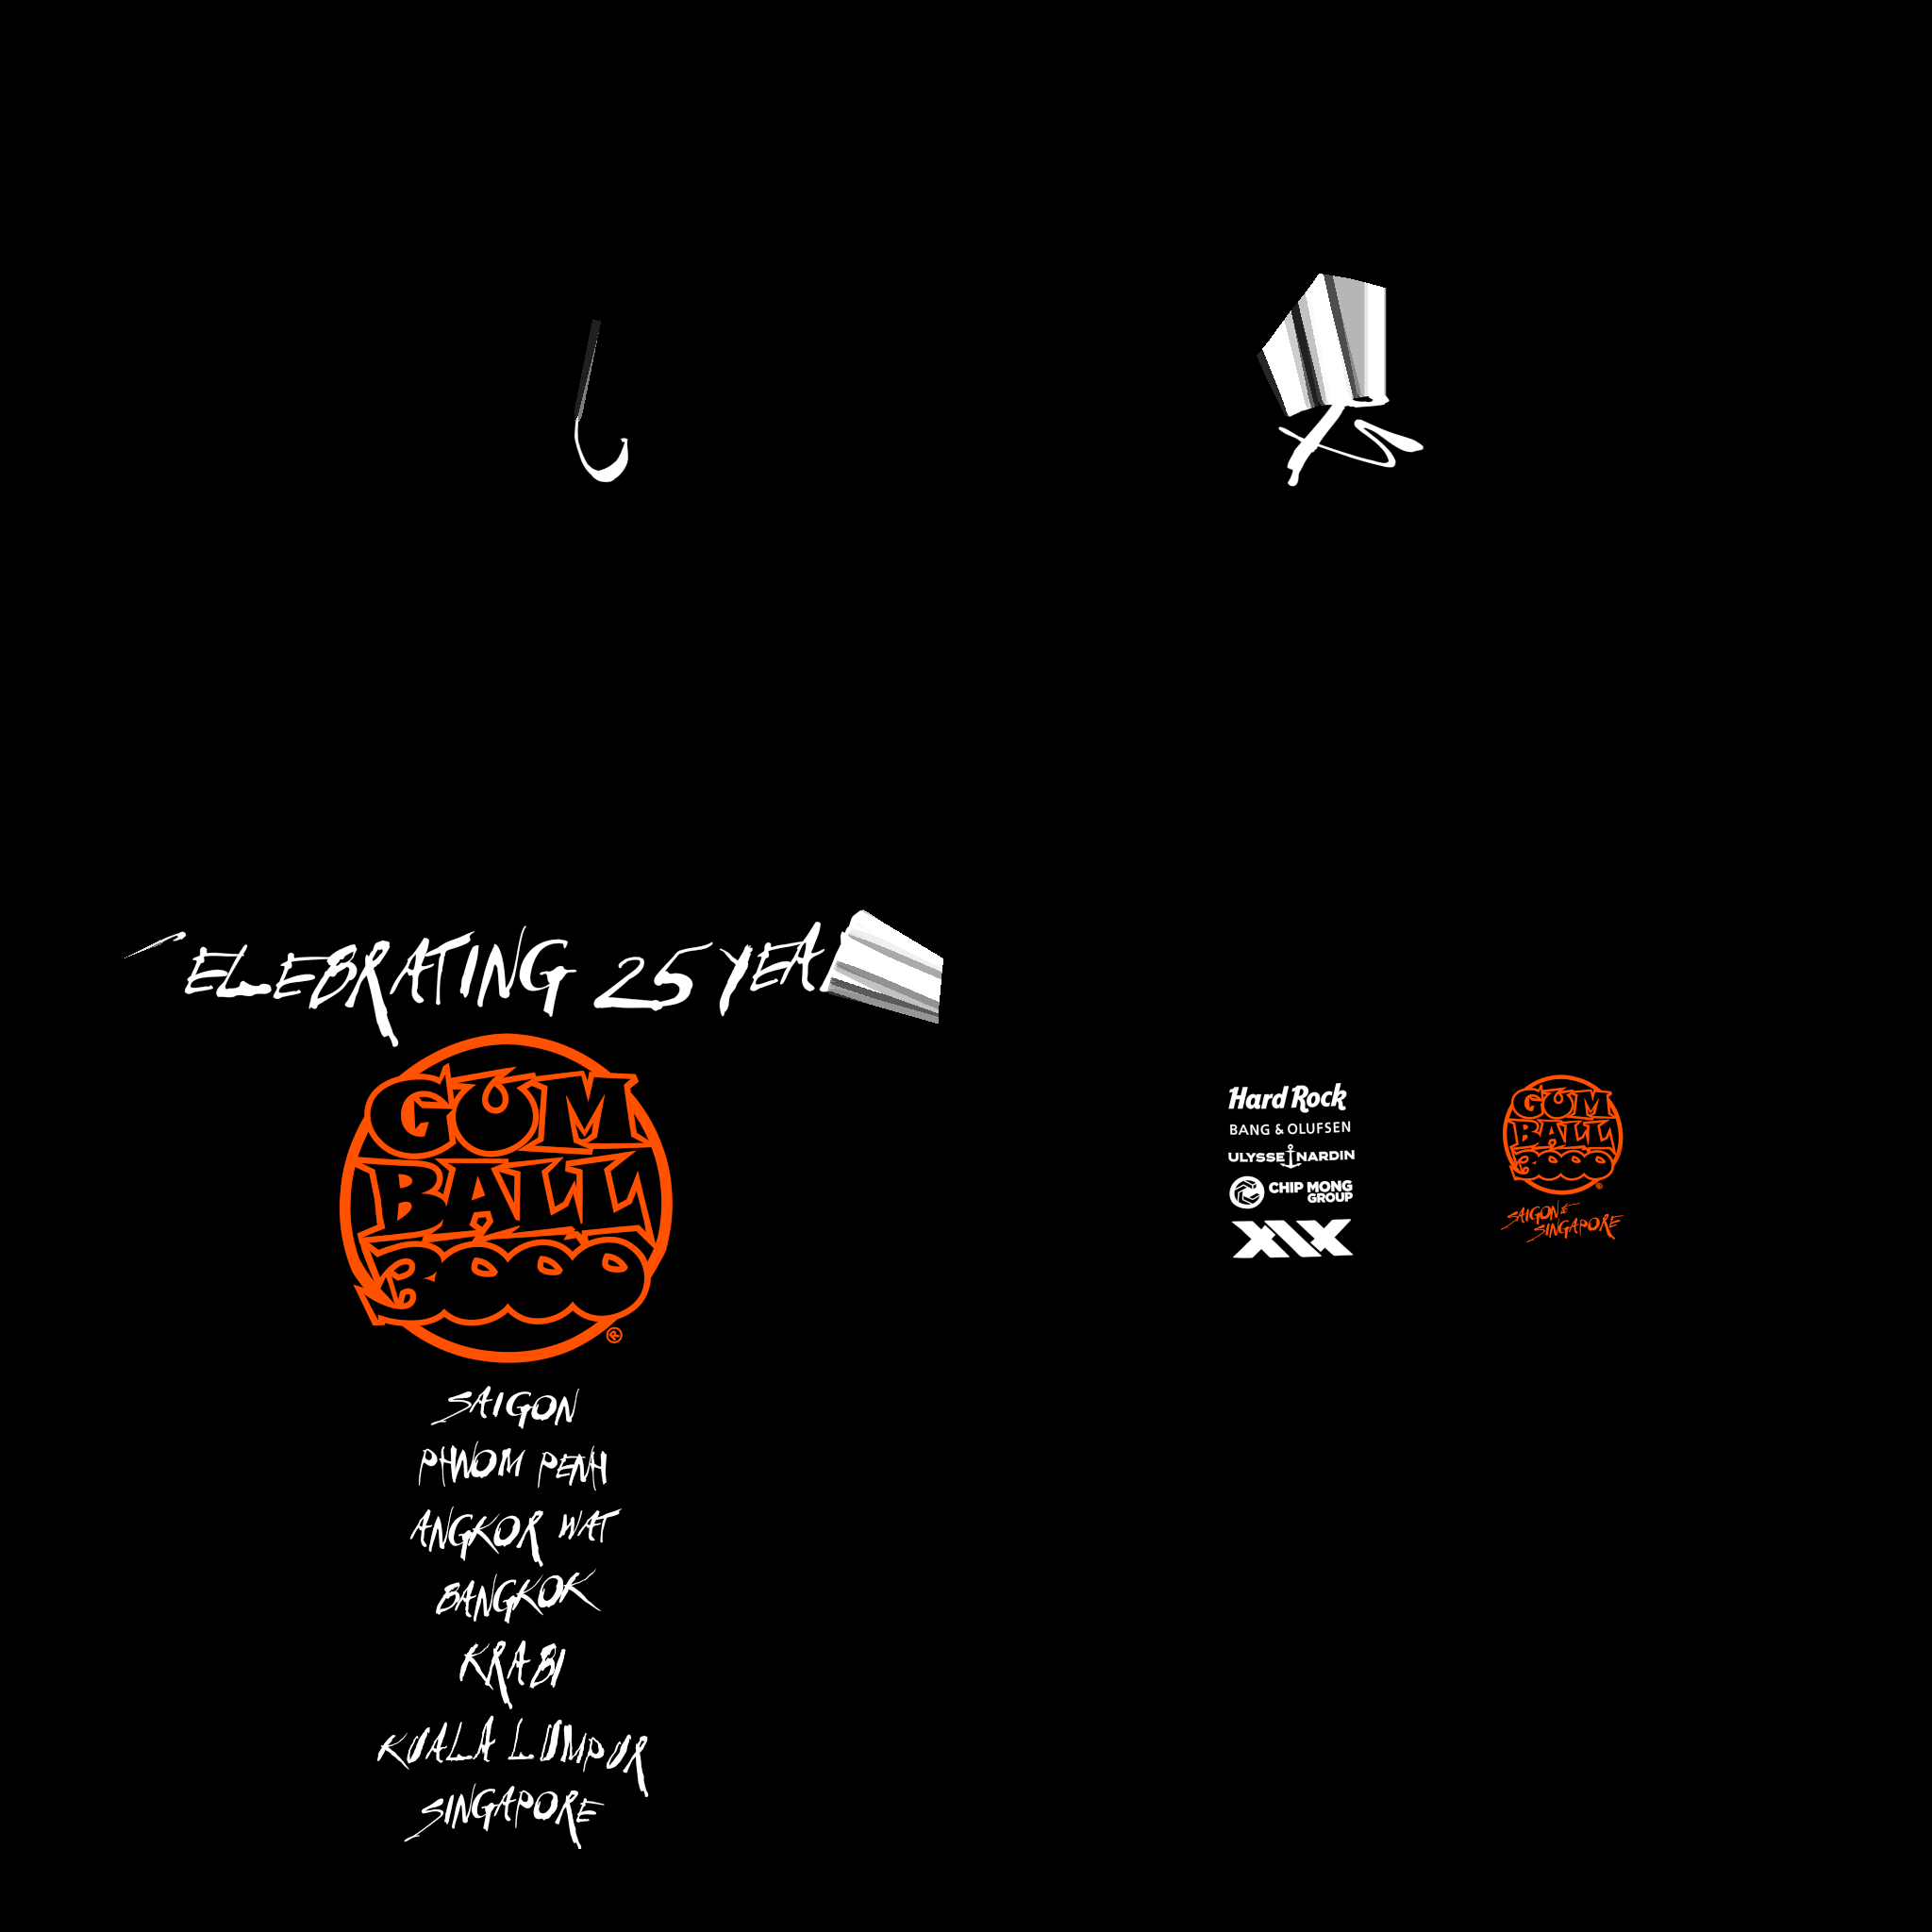 ELEBRATING 25 YEA
GUM
BALL
3000
®
SAIGON
PHNOM PENH
ANGKOR WAT
BANGKOK
KRABI
KUALA LUMPUR
SINGAPORE
Hard Rock
BANG & OLUFSEN
ULYSSE NARDIN
CHIP MONG
GROUP
XIX
GUM
BALL
3000
®
SAIGON &
SINGAPORE